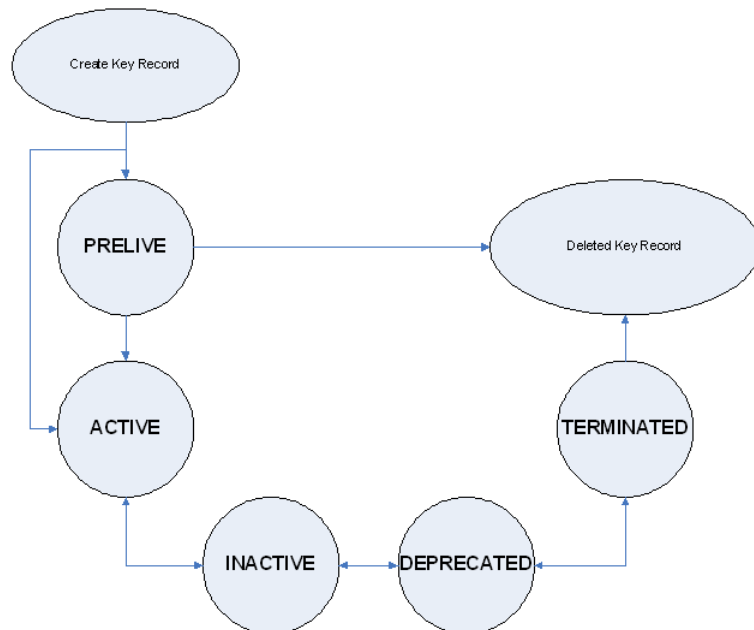 Create Key Record
PRELIVE
Deleted Key Record
ACTIVE
TERMINATED
INACTIVE
DEPRECATED